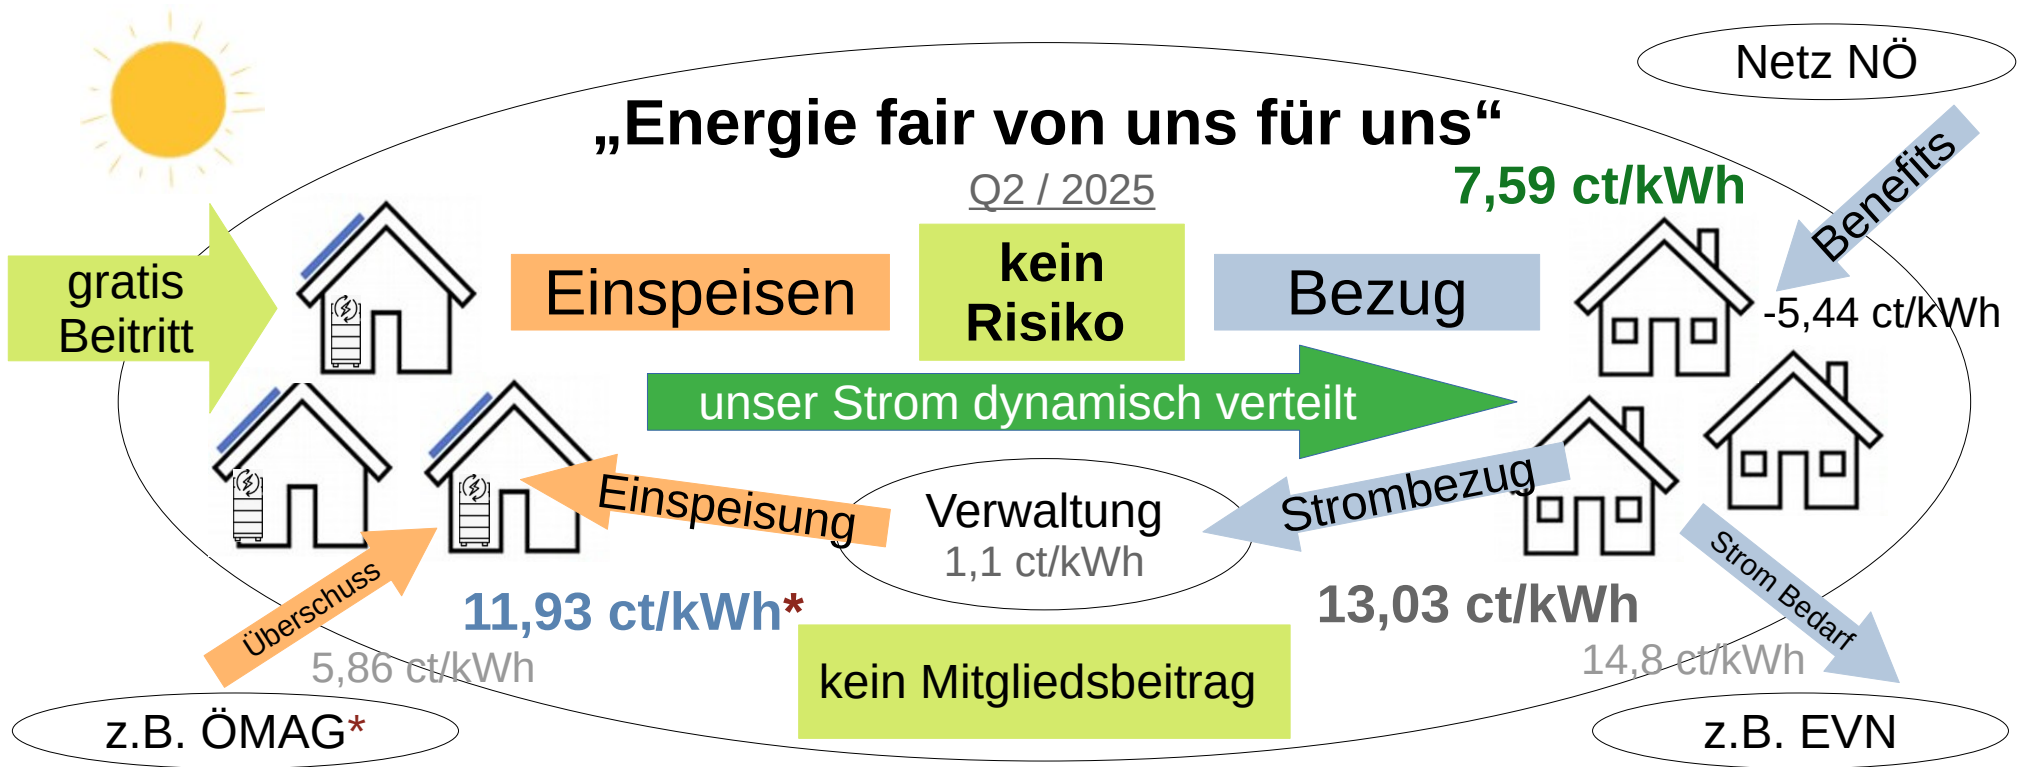 Netz NÖ
„Energie fair von uns für uns“
Benefits
7,59 ct/kWh
Q2 / 2025
gratis
Beitritt
Einspeisen
kein
Risiko
Bezug
-5,44 ct/kWh
unser Strom dynamisch verteilt
Einspeisung
Verwaltung
1,1 ct/kWh
Strombezug
Überschuss
11,93 ct/kWh*
13,03 ct/kWh
Strom Bedarf
5,86 ct/kWh
kein Mitgliedsbeitrag
14,8 ct/kWh
z.B. ÖMAG*
z.B. EVN